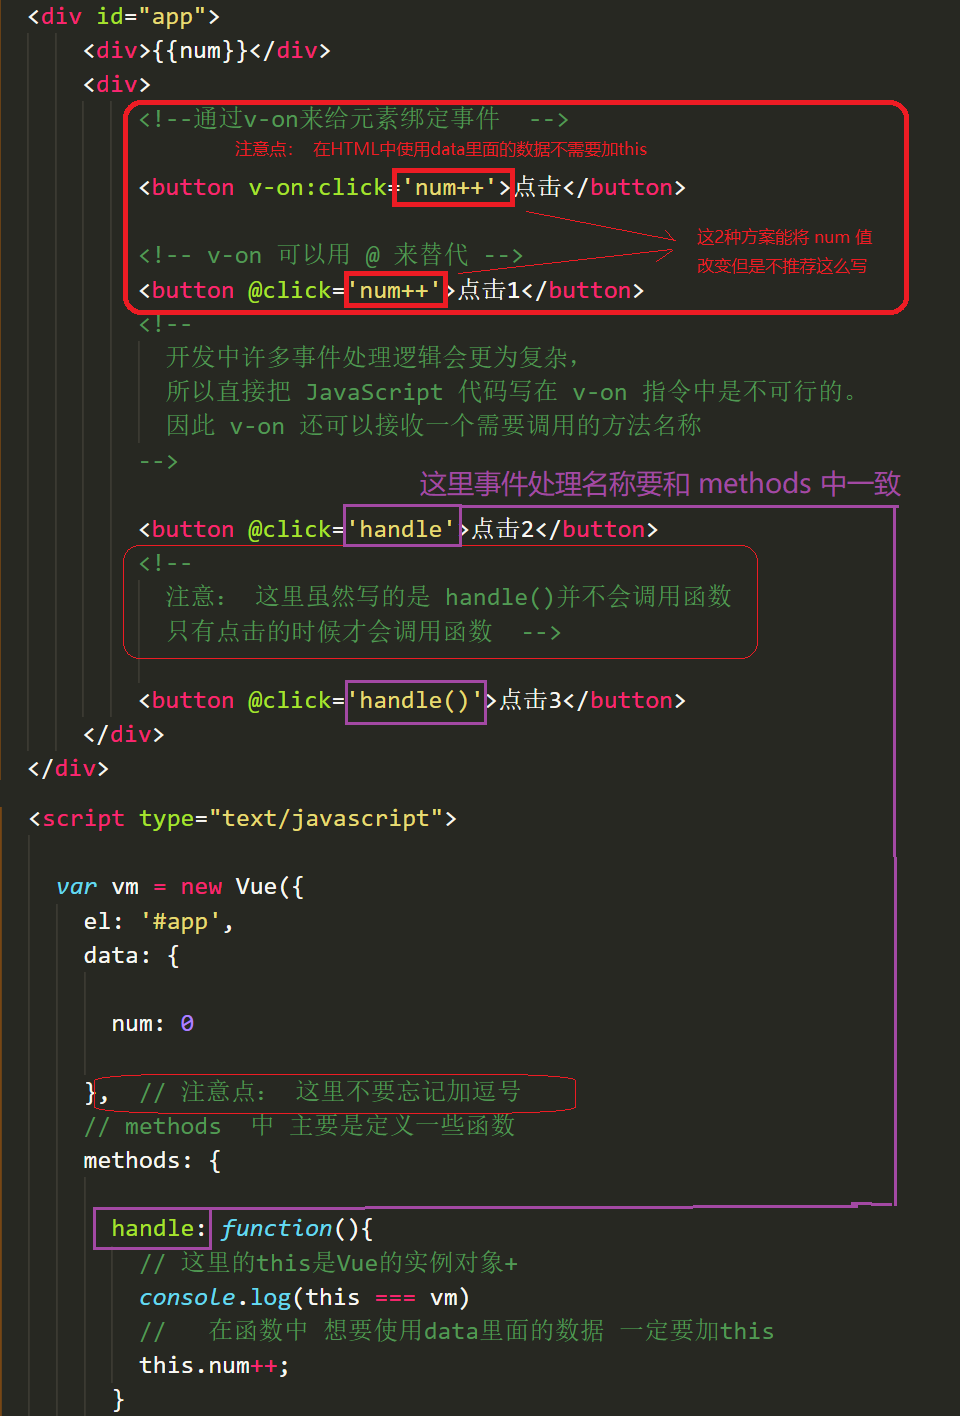 <div id="app">
<div>{{num}}</div>
<div>
<!--通过v-on来给元素绑定事件  -->
注意点： 在HTML中使用data里面的数据不需要加this
<button v-on:click='num++'>点击</button>
这2种方案能将 num 值
<!-- v-on 可以用 @ 来替代 -->
改变但是不推荐这么写
<button @click='num++'>点击1</button>
<!--
开发中许多事件处理逻辑会更为复杂，
所以直接把 JavaScript 代码写在 v-on 指令中是不可行的。
因此 v-on 还可以接收一个需要调用的方法名称
-->
这里事件处理名称要和 methods 中一致
<button @click='handle'>点击2</button>
<!--
注意： 这里虽然写的是 handle()并不会调用函数
只有点击的时候才会调用函数  -->
<button @click='handle()'>点击3</button>
</div>
</div>
<script type="text/javascript">
var vm = new Vue({
el: '#app',
data: {
num: 0
},  // 注意点： 这里不要忘记加逗号
// methods  中 主要是定义一些函数
methods: {
handle: function(){
// 这里的this是Vue的实例对象+
console.log(this === vm)
//   在函数中 想要使用data里面的数据 一定要加this
this.num++;
}